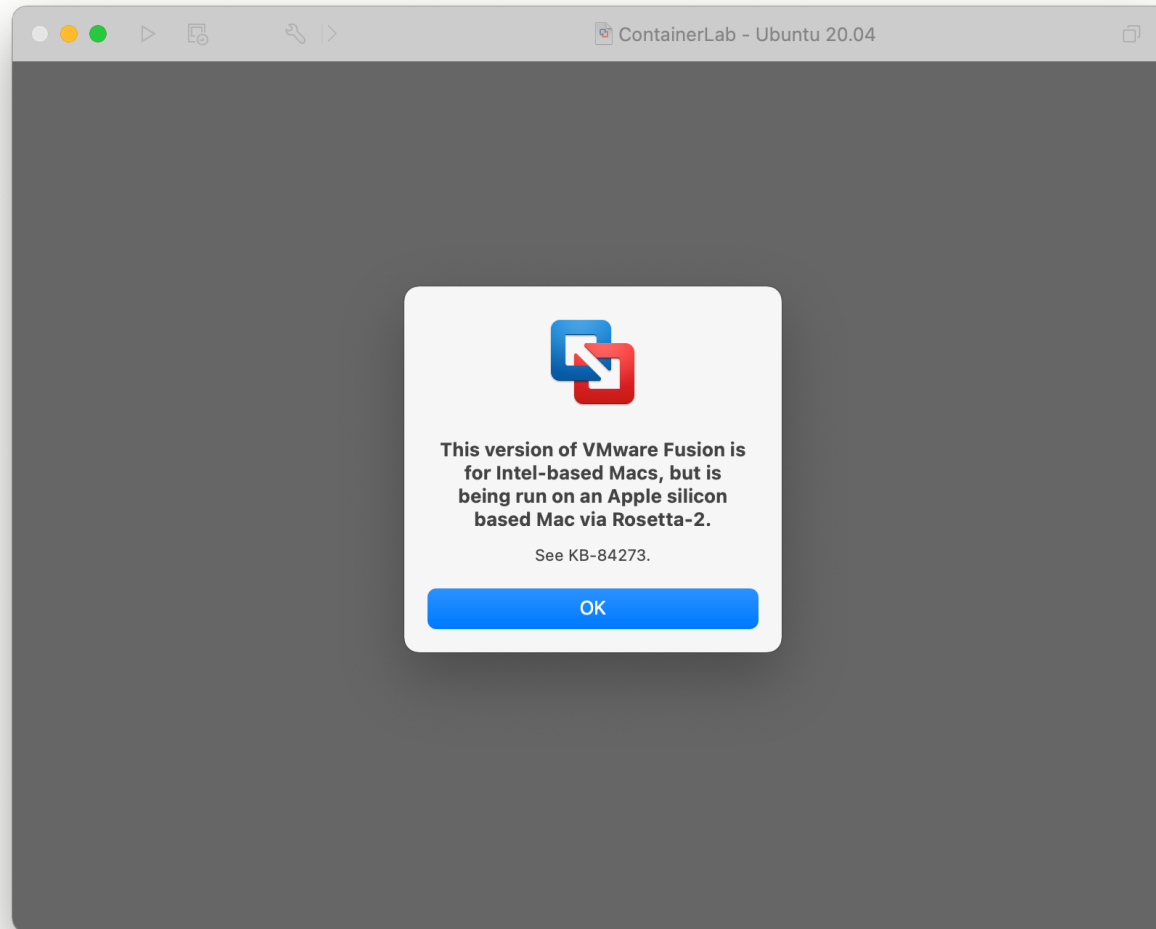 ContainerLab - Ubuntu 20.04
This version of VMware Fusion is
for Intel-based Macs, but is
being run on an Apple silicon
based Mac via Rosetta-2.
See KB-84273.
OK